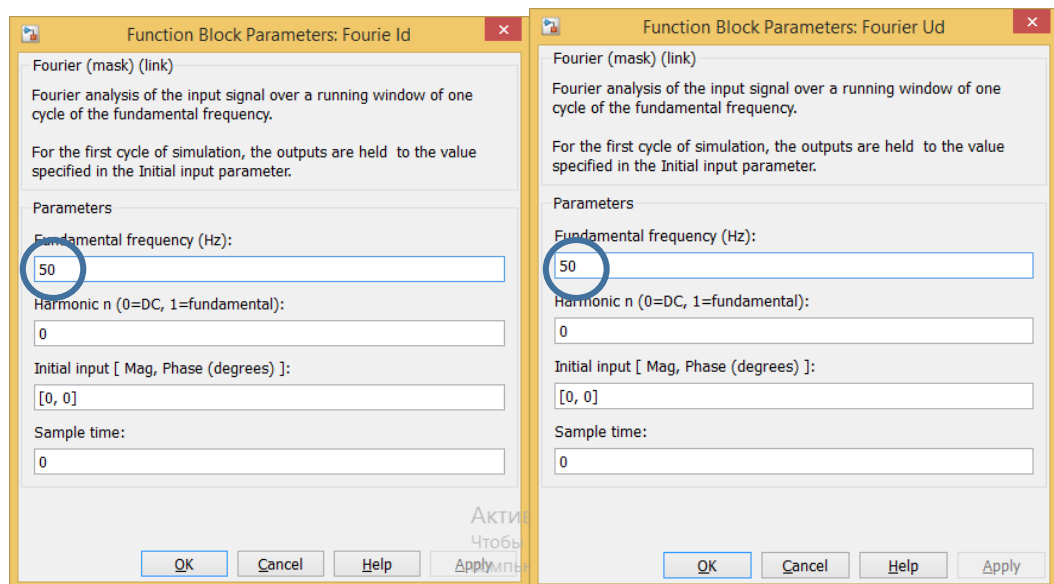 Function Block Parameters: Fourie Id
Fourier (mask) (link)
Fourier analysis of the input signal over a running window of one
cycle of the fundamental frequency.
For the first cycle of simulation, the outputs are held to the value
specified in the Initial input parameter.
Parameters
Fundamental frequency (Hz):
50
Harmonic n (0=DC, 1=fundamental):
0
Initial input [ Mag, Phase (degrees) ]:
[0, 0]
Sample time:
0
Чтобы
OK Cancel Help Apply
Function Block Parameters: Fourier Ud
Fourier (mask) (link)
Fourier analysis of the input signal over a running window of one
cycle of the fundamental frequency.
For the first cycle of simulation, the outputs are held to the value
specified in the Initial input parameter.
Parameters
Fundamental frequency (Hz):
50
Harmonic n (0=DC, 1=fundamental):
0
Initial input [ Mag, Phase (degrees) ]:
[0, 0]
Sample time:
0
OK Cancel Help Apply